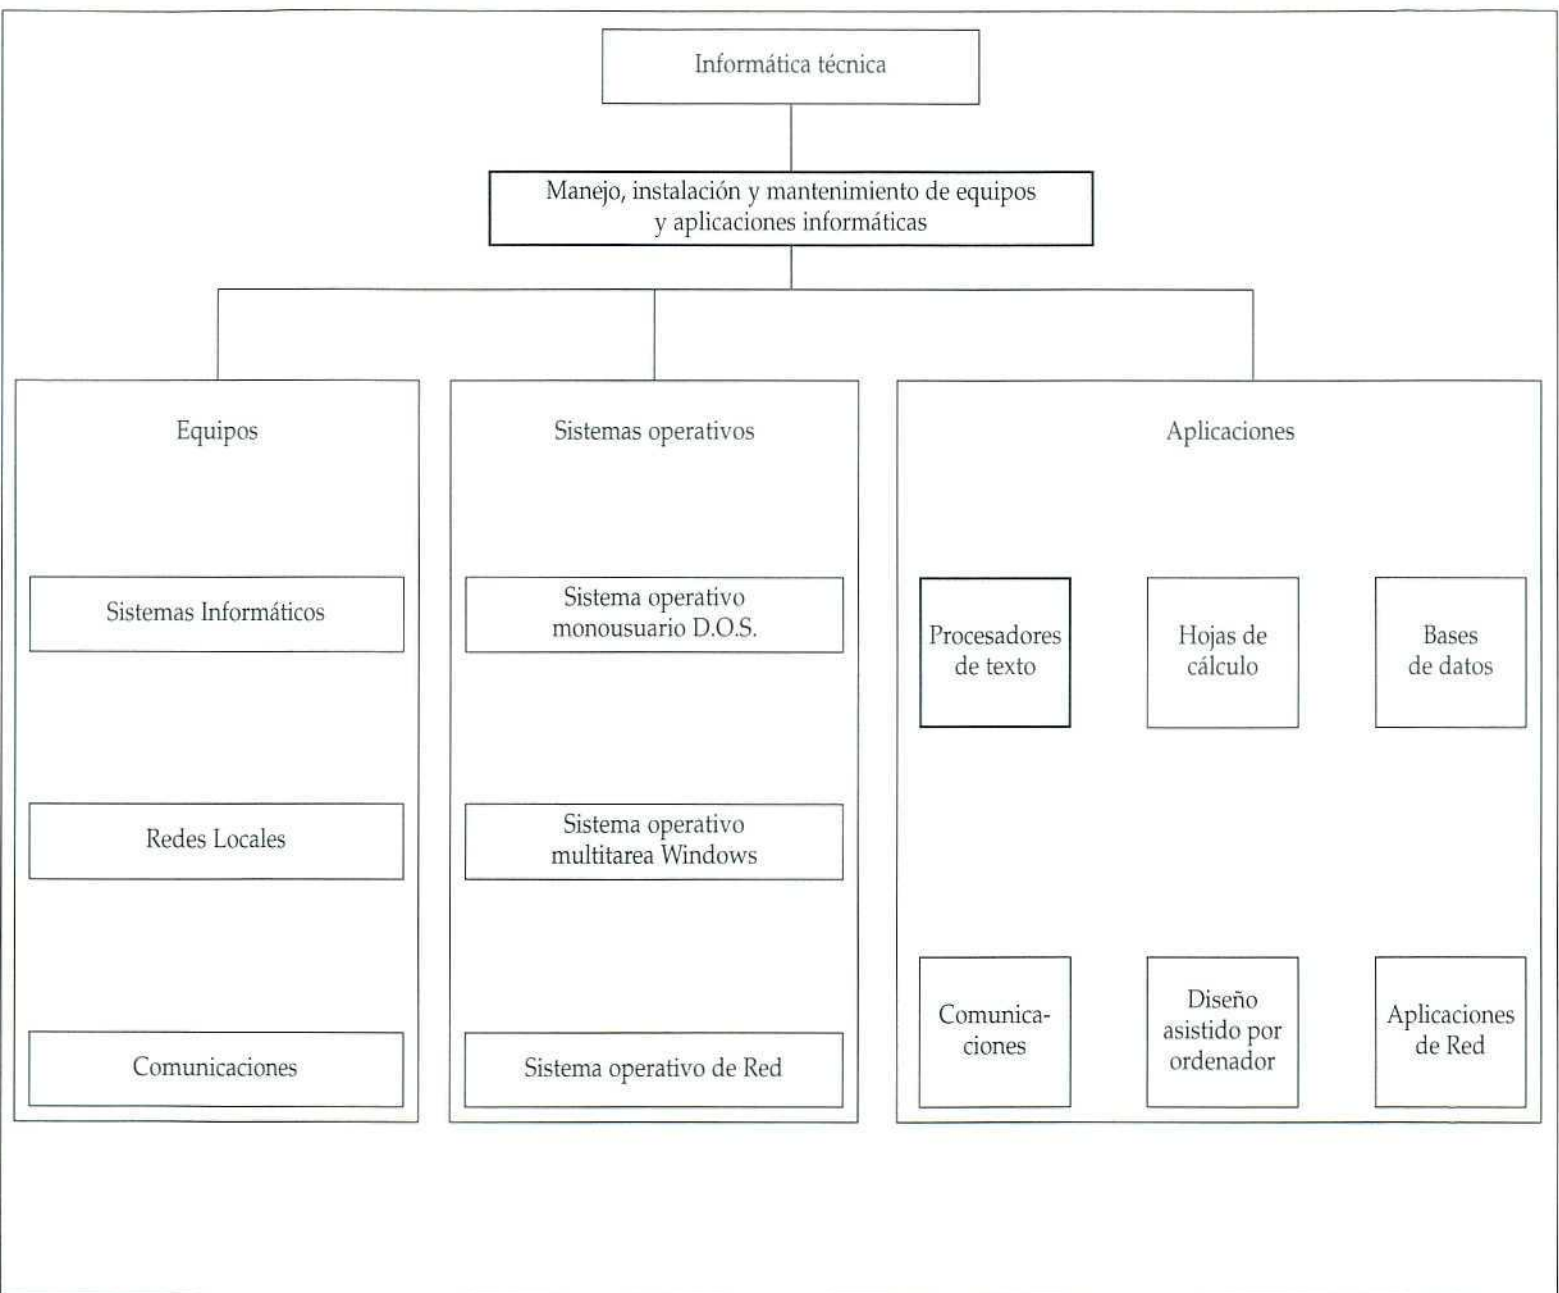 Informática técnica
Manejo, instalación y mantenimiento de equipos
y aplicaciones informáticas
Equipos
Sistemas Informáticos
Redes Locales
Comunicaciones
Sistemas operativos
Sistema operativo
monousuario D.O.S.
Sistema operativo
multitarea Windows
Sistema operativo de Red
Aplicaciones
Procesadores
de texto
Hojas de
cálculo
Bases
de datos
Comunica-
ciones
Diseño
asistido por
ordenador
Aplicaciones
de Red